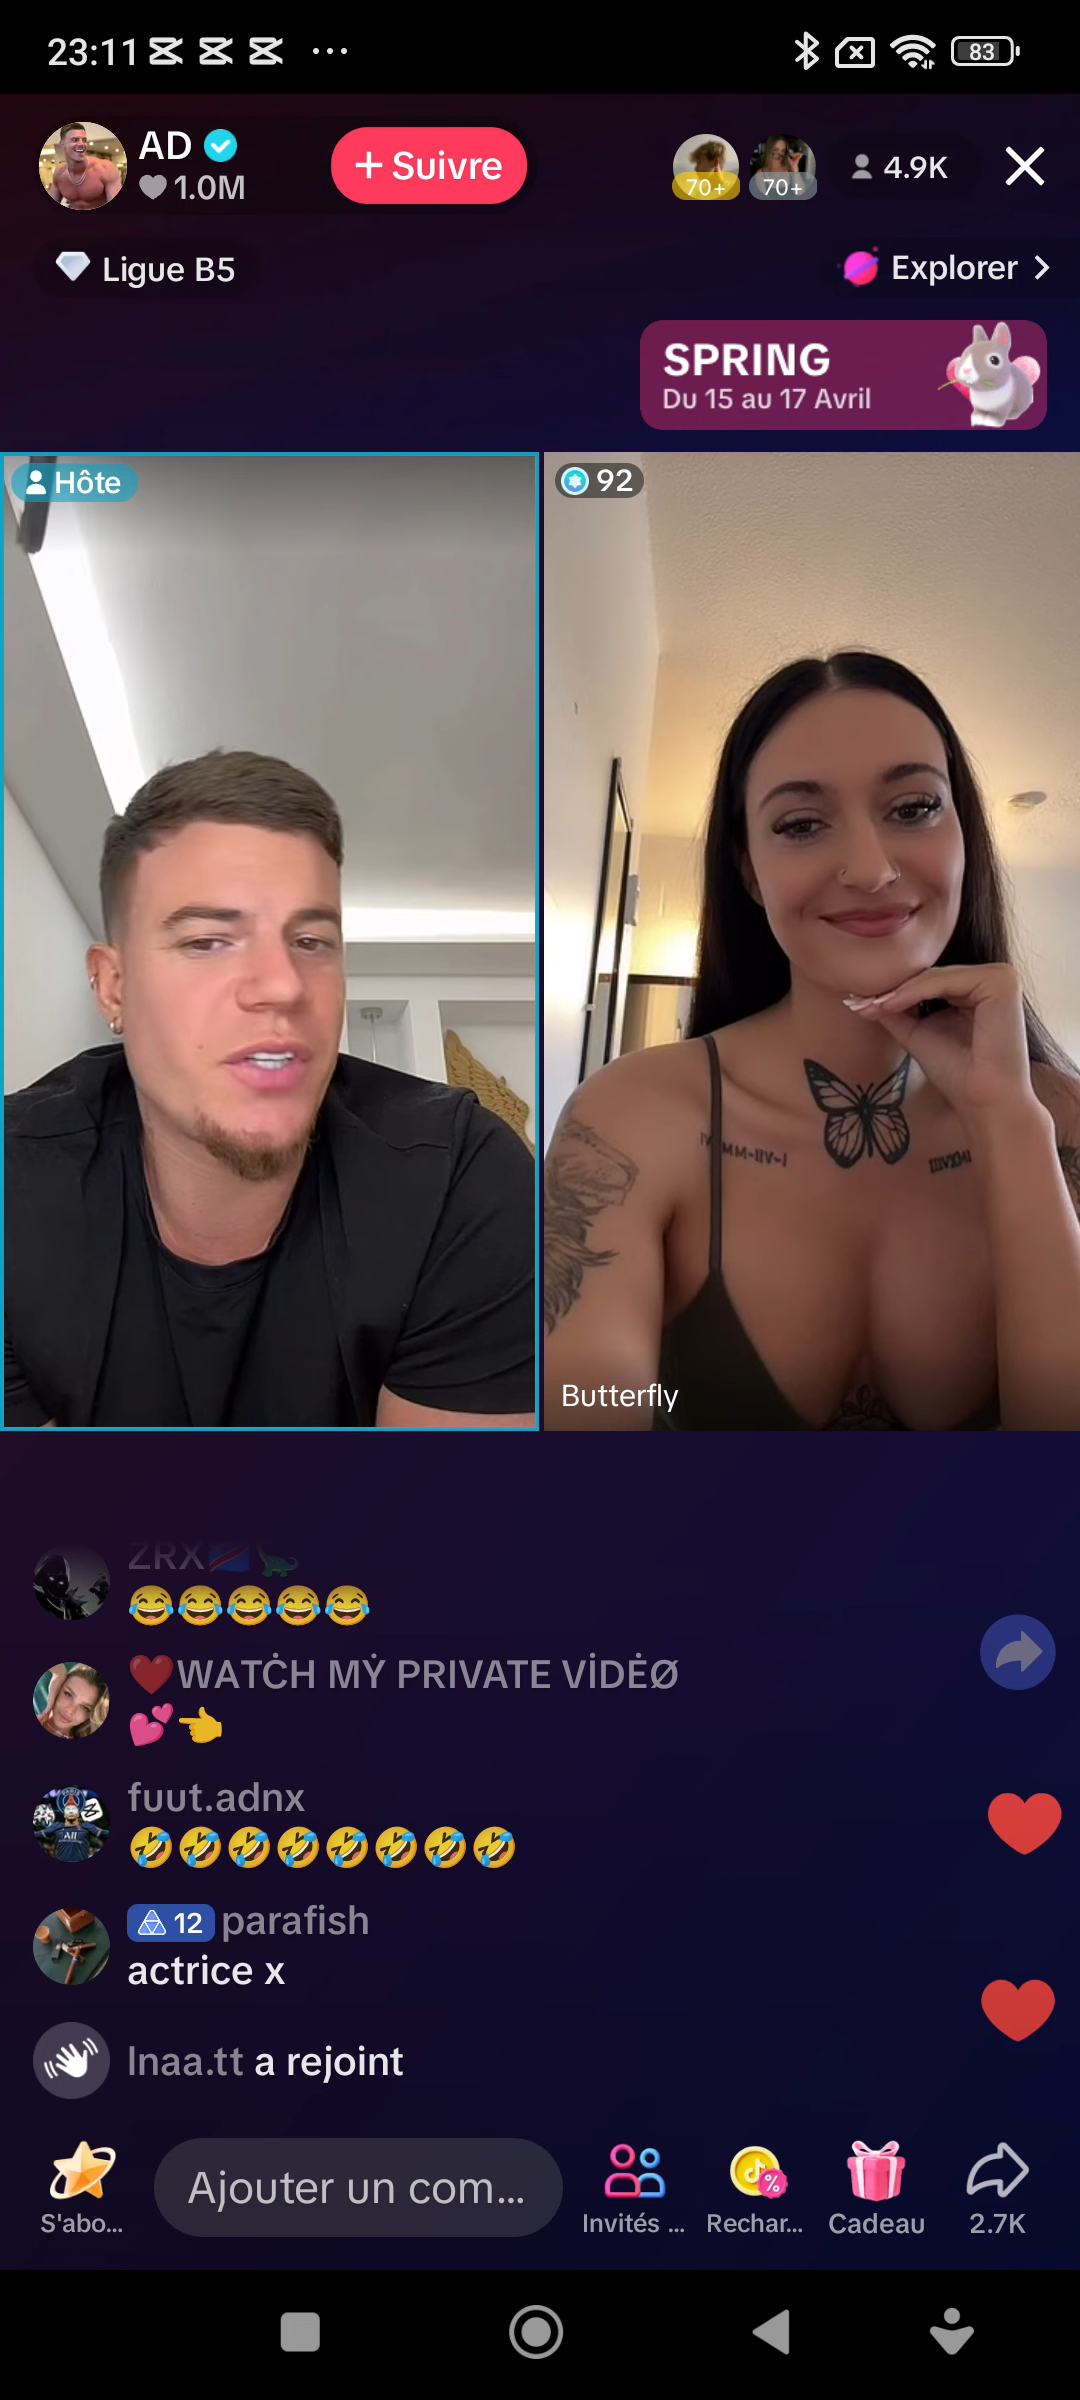 23:11
83
AD
1.0M
+ Suivre
70+
70+
4.9K
Ligue B5
Explorer
SPRING
Du 15 au 17 Avril
Hôte
92
Butterfly
ZRX
😂😂😂😂😂
❤️WATĊH MẎ PRIVATE VİDĖØ
💕👈
fuut.adnx
🤣🤣🤣🤣🤣🤣🤣🤣
12 parafish
actrice x
lnaa.tt a rejoint
S'abo...
Ajouter un com...
Invités ...
Rechar...
Cadeau
2.7K